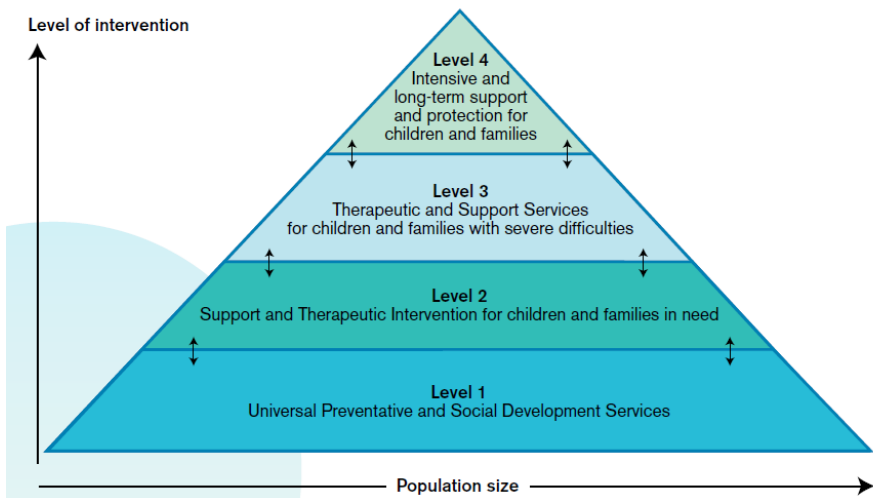 Level of intervention
Level 4
Intensive and
long-term support
and protection for
children and families
Level 3
Therapeutic and Support Services
for children and families with severe difficulties
Level 2
Support and Therapeutic Intervention for children and families in need
Level 1
Universal Preventative and Social Development Services
Population size